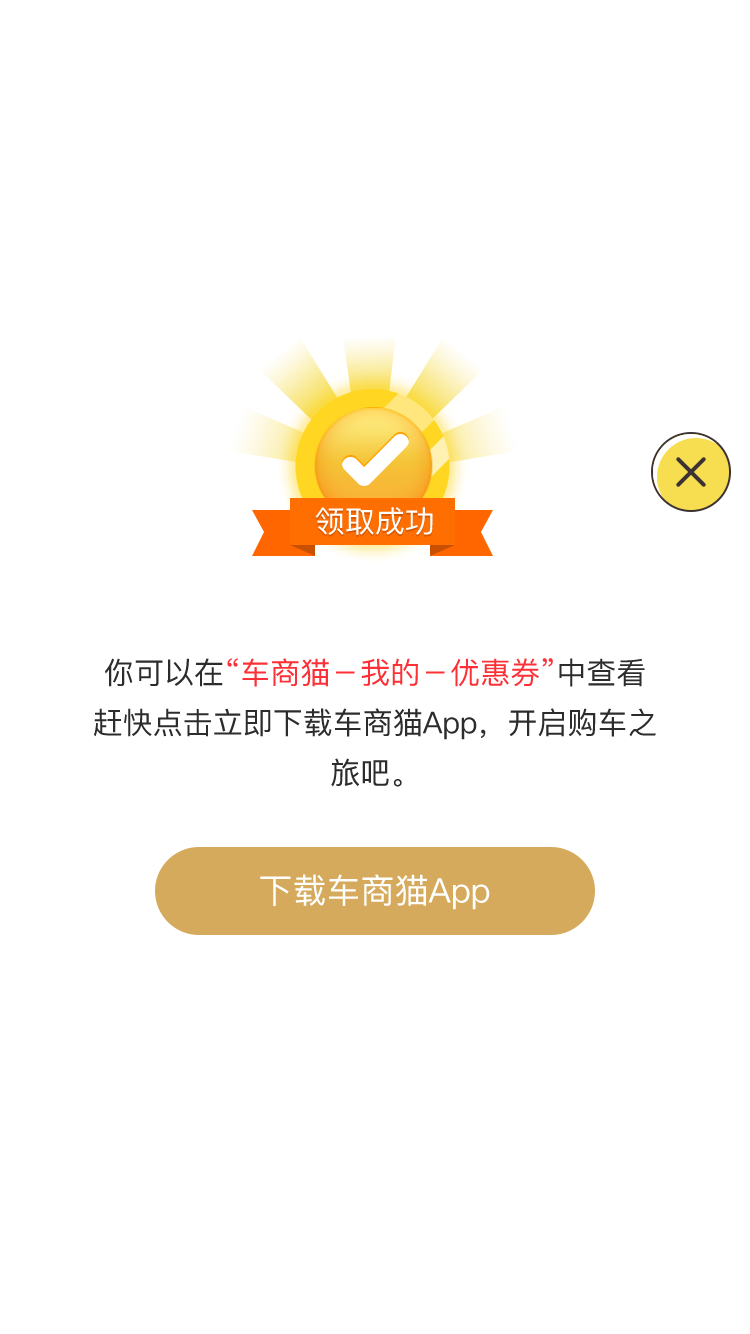 领取成功
你可以在“车商猫－我的－优惠券”中查看
赶快点击立即下载车商猫App，开启购车之
旅吧。
下载车商猫App